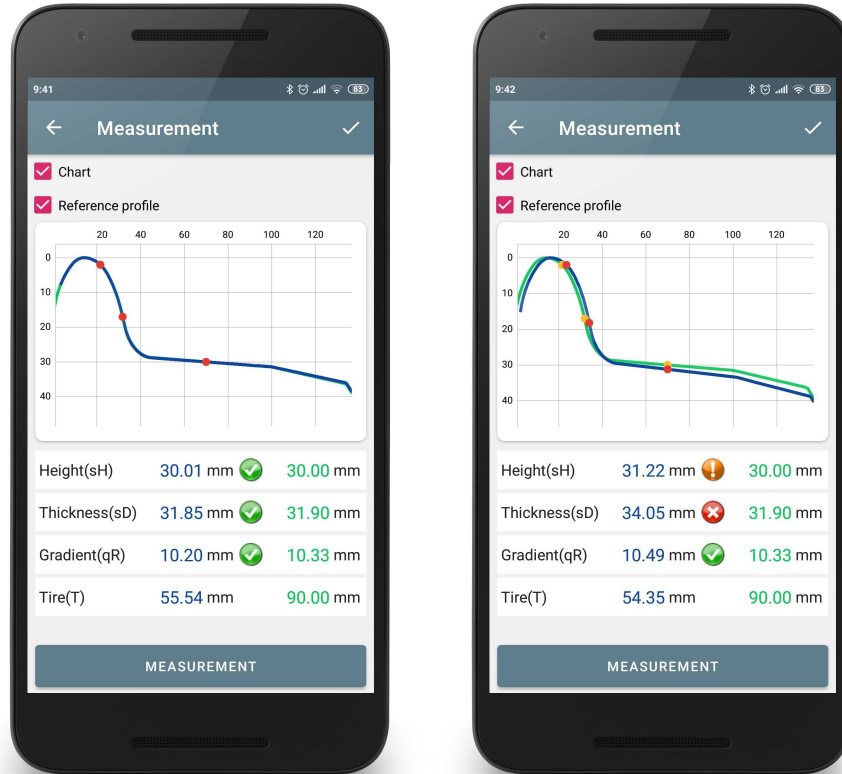 9:41
83
Measurement
Chart
Reference profile
20 40 60 80 100 120
0
10
20
30
40
Height(sH) 30.01 mm 30.00 mm
Thickness(sD) 31.85 mm 31.90 mm
Gradient(qR) 10.20 mm 10.33 mm
Tire(T) 55.54 mm 90.00 mm
MEASUREMENT
9:42
83
Measurement
Chart
Reference profile
20 40 60 80 100 120
0
10
20
30
40
Height(sH) 31.22 mm 30.00 mm
Thickness(sD) 34.05 mm 31.90 mm
Gradient(qR) 10.49 mm 10.33 mm
Tire(T) 54.35 mm 90.00 mm
MEASUREMENT